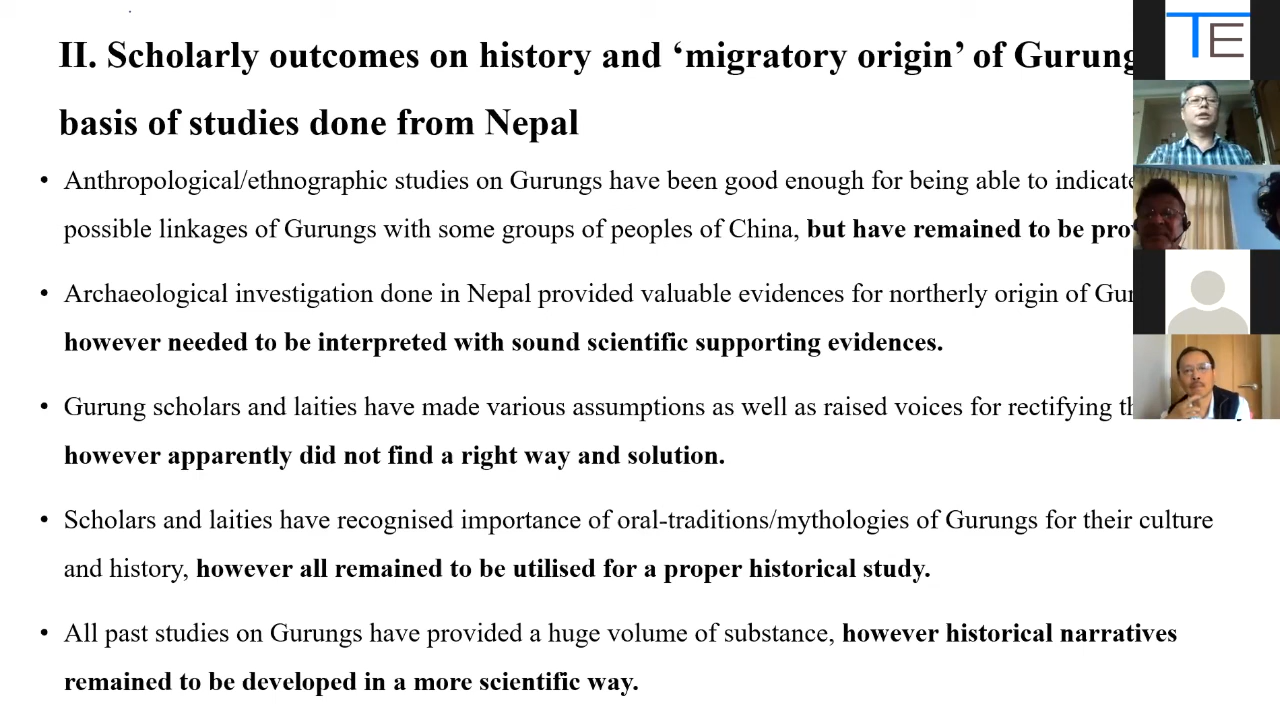 II. Scholarly outcomes on history and ‘migratory origin’ of Gurung
basis of studies done from Nepal
• Anthropological/ethnographic studies on Gurungs have been good enough for being able to indicate
possible linkages of Gurungs with some groups of peoples of China, but have remained to be
• Archaeological investigation done in Nepal provided valuable evidences for northerly origin of
however needed to be interpreted with sound scientific supporting evidences.
• Gurung scholars and laities have made various assumptions as well as raised voices for rectifying
however apparently did not find a right way and solution.
• Scholars and laities have recognised importance of oral-traditions/mythologies of Gurungs for their culture
and history, however all remained to be utilised for a proper historical study.
• All past studies on Gurungs have provided a huge volume of substance, however historical narratives
remained to be developed in a more scientific way.
TE